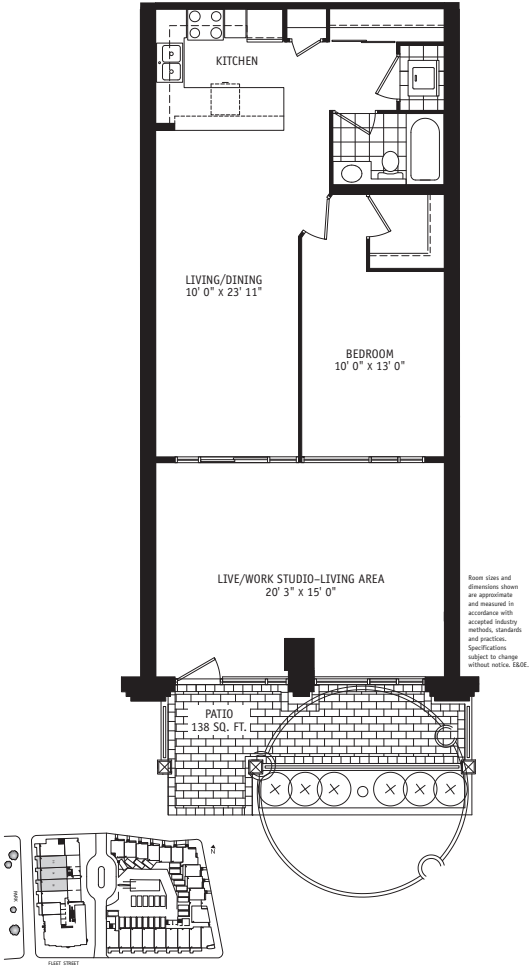 KITCHEN
LIVING/DINING
10' 0" X 23' 11"
BEDROOM
10' 0" X 13' 0"
LIVE/WORK STUDIO–LIVING AREA
20' 3" X 15' 0"
Room sizes and
dimensions shown
are approximate
and measured in
accordance with
accepted industry
methods, standards
and practices.
Specifications
subject to change
without notice. E&OE.
PATIO
138 SQ. FT.
N
PARK
FLEET STREET